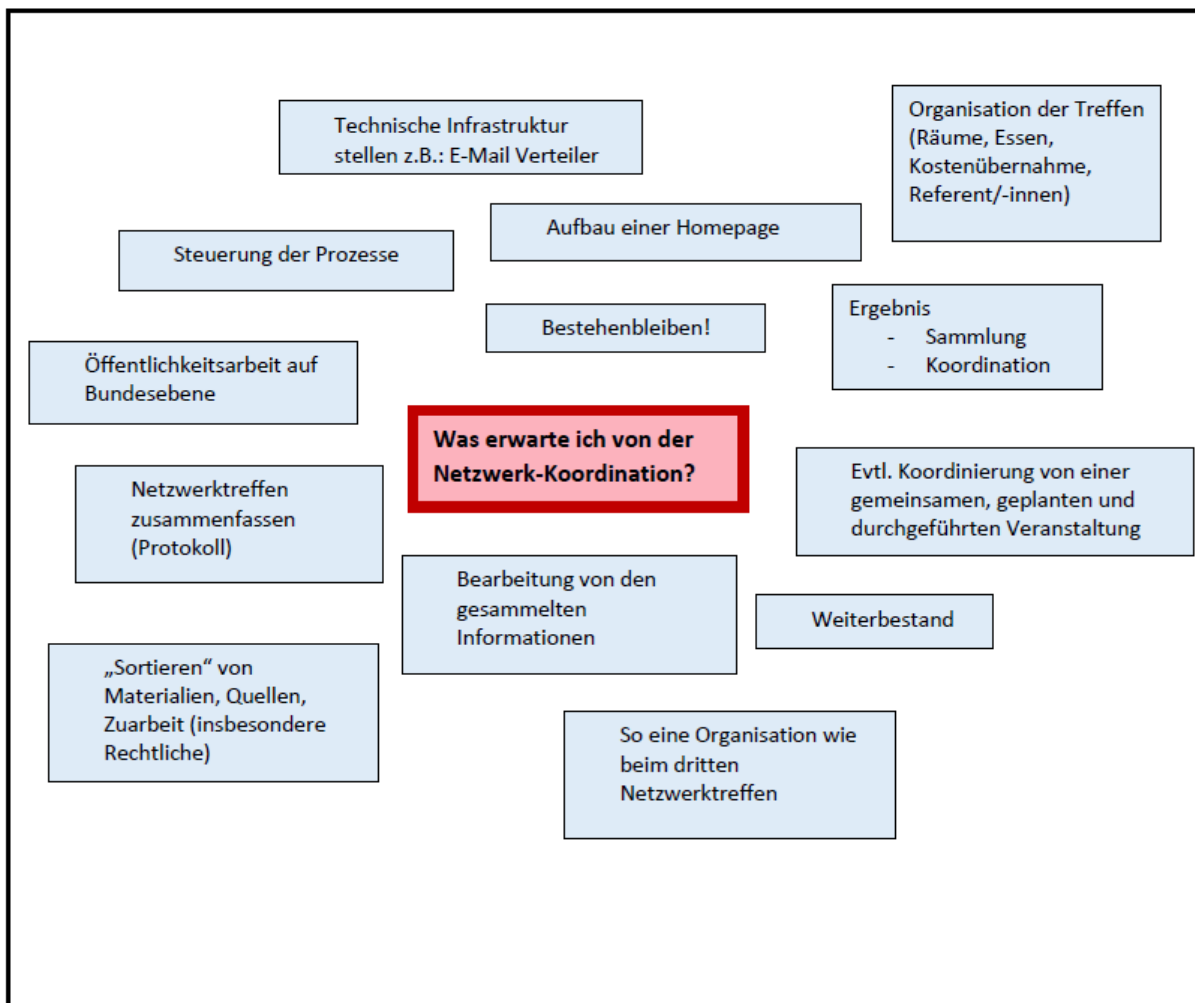 Technische Infrastruktur
stellen z.B.: E-Mail Verteiler
Organisation der Treffen
(Räume, Essen,
Kostenübernahme,
Referent/-innen)
Aufbau einer Homepage
Steuerung der Prozesse
Bestehenbleiben!
Ergebnis
- Sammlung
- Koordination
Öffentlichkeitsarbeit auf
Bundesebene
Was erwarte ich von der
Netzwerk-Koordination?
Evtl. Koordinierung von einer
gemeinsamen, geplanten und
durchgeführten Veranstaltung
Netzwerktreffen
zusammenfassen
(Protokoll)
Bearbeitung von den
gesammelten
Informationen
Weiterbestand
„Sortieren“ von
Materialien, Quellen,
Zuarbeit (insbesondere
Rechtliche)
So eine Organisation wie
beim dritten
Netzwerktreffen